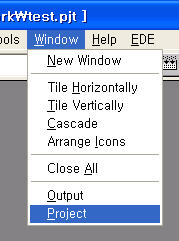 rk₩test.pjt ]
ools Window Help EDE
New Window
Tile Horizontally
Tile Vertically
Cascade
Arrange Icons
Close All
Output
Project